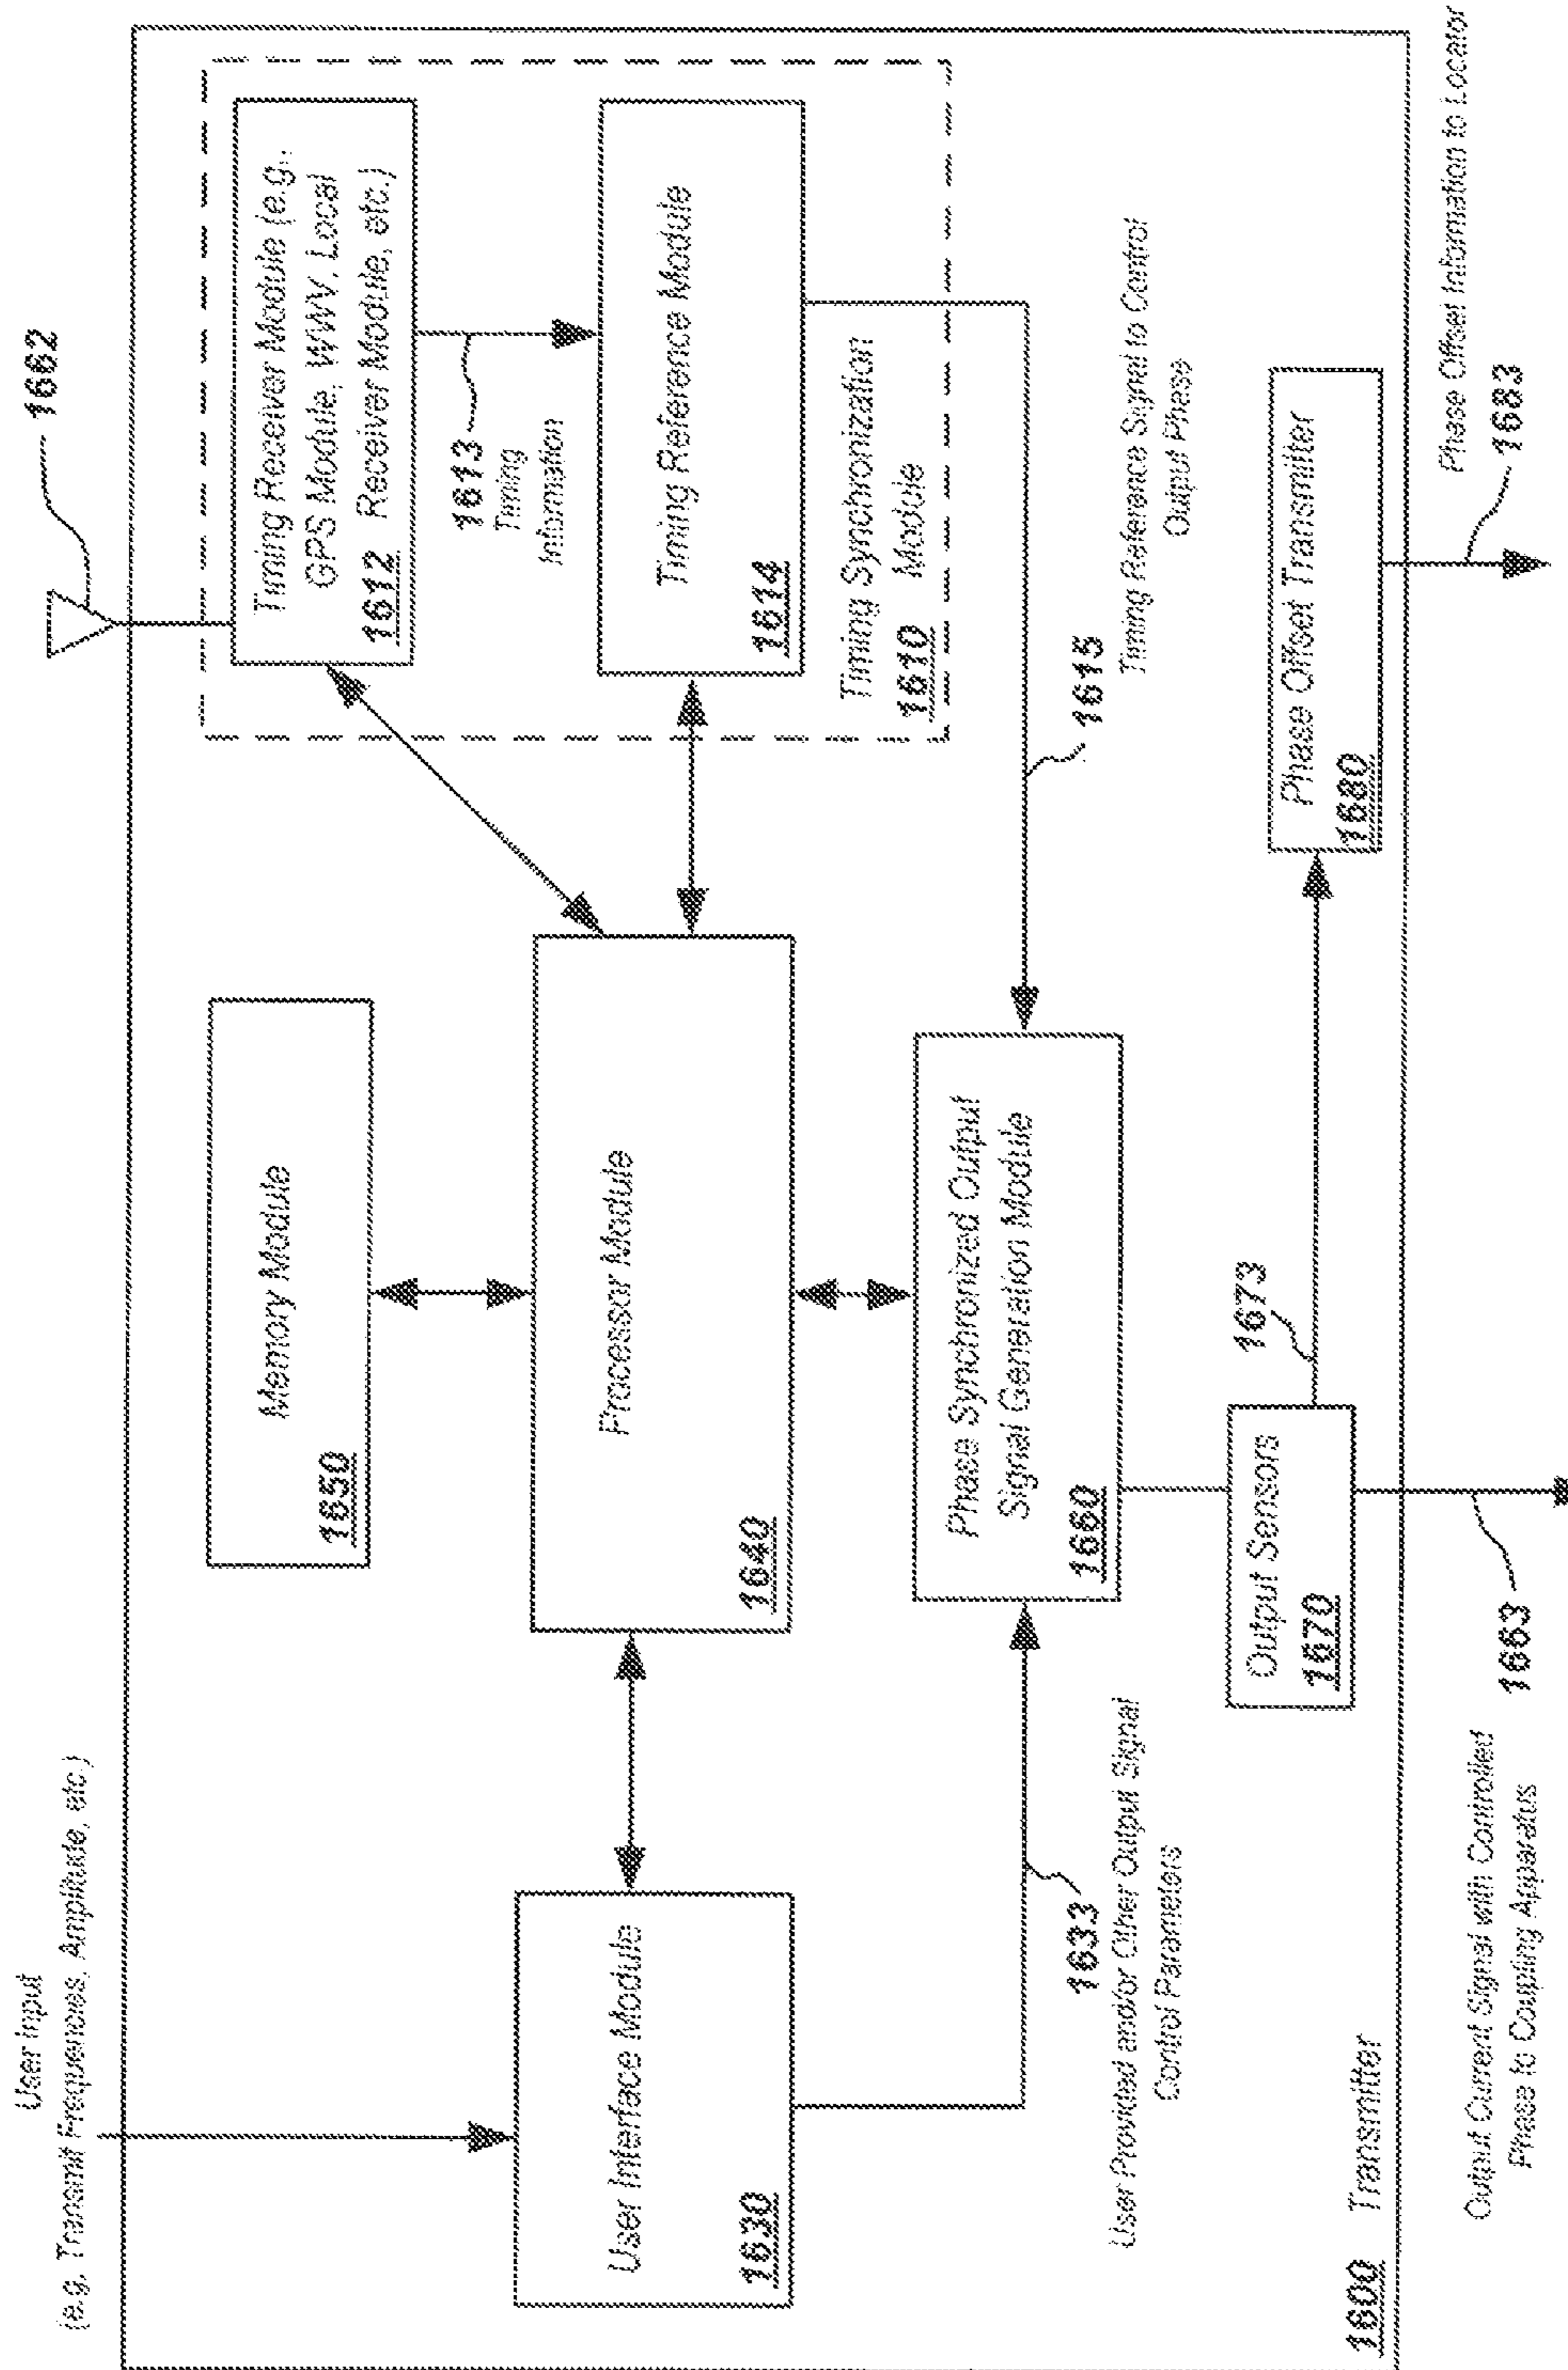 User Input
(e.g. Transmit Frequencies, Amplitude, etc.)
1662
Timing Receiver Module (e.g.,
GPS Module, WWV, Local
1612 Receiver Module, etc.)
1613
Timing
Information
Timing Reference Module
1614
Timing Synchronization
1610 Module
Memory Module
1650
Processor Module
1640
User Interface Module
1630
1615
Timing Reference Signal to Control
Output Phase
Phase Synchronized Output
Signal Generation Module
1660
1633
User Provided and/or Other Output Signal
Control Parameters
Output Sensors
1670
1673
Phase Offset Transmitter
1680
1600 Transmitter
Output Current Signal with Controlled
Phase to Coupling Apparatus
1663
Phase Offset Information to Locator
1683